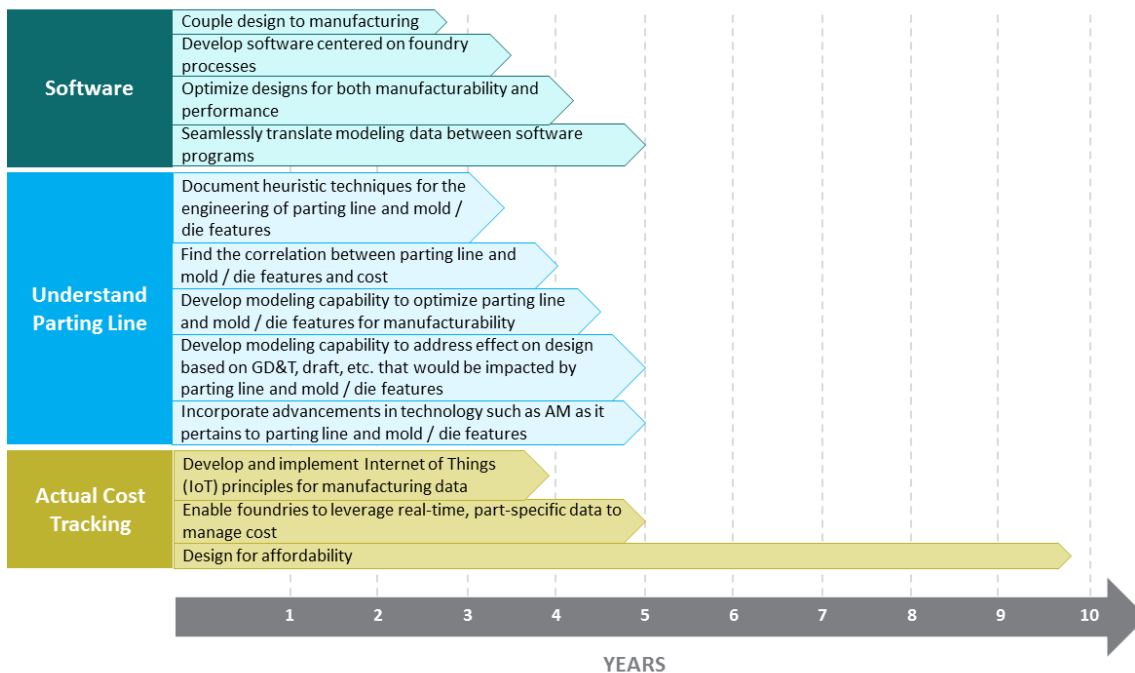 Software
Couple design to manufacturing
Develop software centered on foundry
processes
Optimize designs for both manufacturability and
performance
Seamlessly translate modeling data between software
programs
Understand
Parting Line
Document heuristic techniques for the
engineering of parting line and mold /
die features
Find the correlation between parting line and
mold / die features and cost
Develop modeling capability to optimize parting line
and mold / die features for manufacturability
Develop modeling capability to address effect on design
based on GD&T, draft, etc. that would be impacted by
parting line and mold / die features
Incorporate advancements in technology such as AM as it
pertains to parting line and mold / die features
Actual Cost
Tracking
Develop and implement Internet of Things
(IoT) principles for manufacturing data
Enable foundries to leverage real-time, part-specific data to
manage cost
Design for affordability
1 2 3 4 5 6 7 8 9 10
YEARS